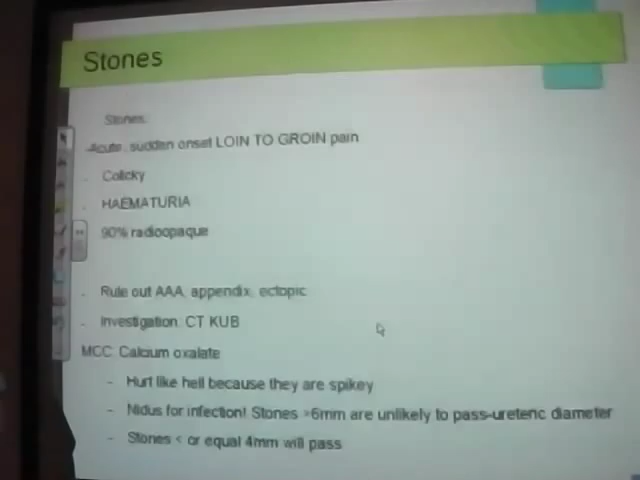 Stones
Stones:
-Acute, sudden onset LOIN TO GROIN pain
- Colicky
- HAEMATURIA
- 90% radioopaque
- Rule out AAA, appendix, ectopic
- Investigation: CT KUB
MCC: Calcium oxalate
- Hurt like hell because they are spikey
- Nidus for infection! Stones >6mm are unlikely to pass-ureteric diameter
- Stones < or equal 4mm will pass